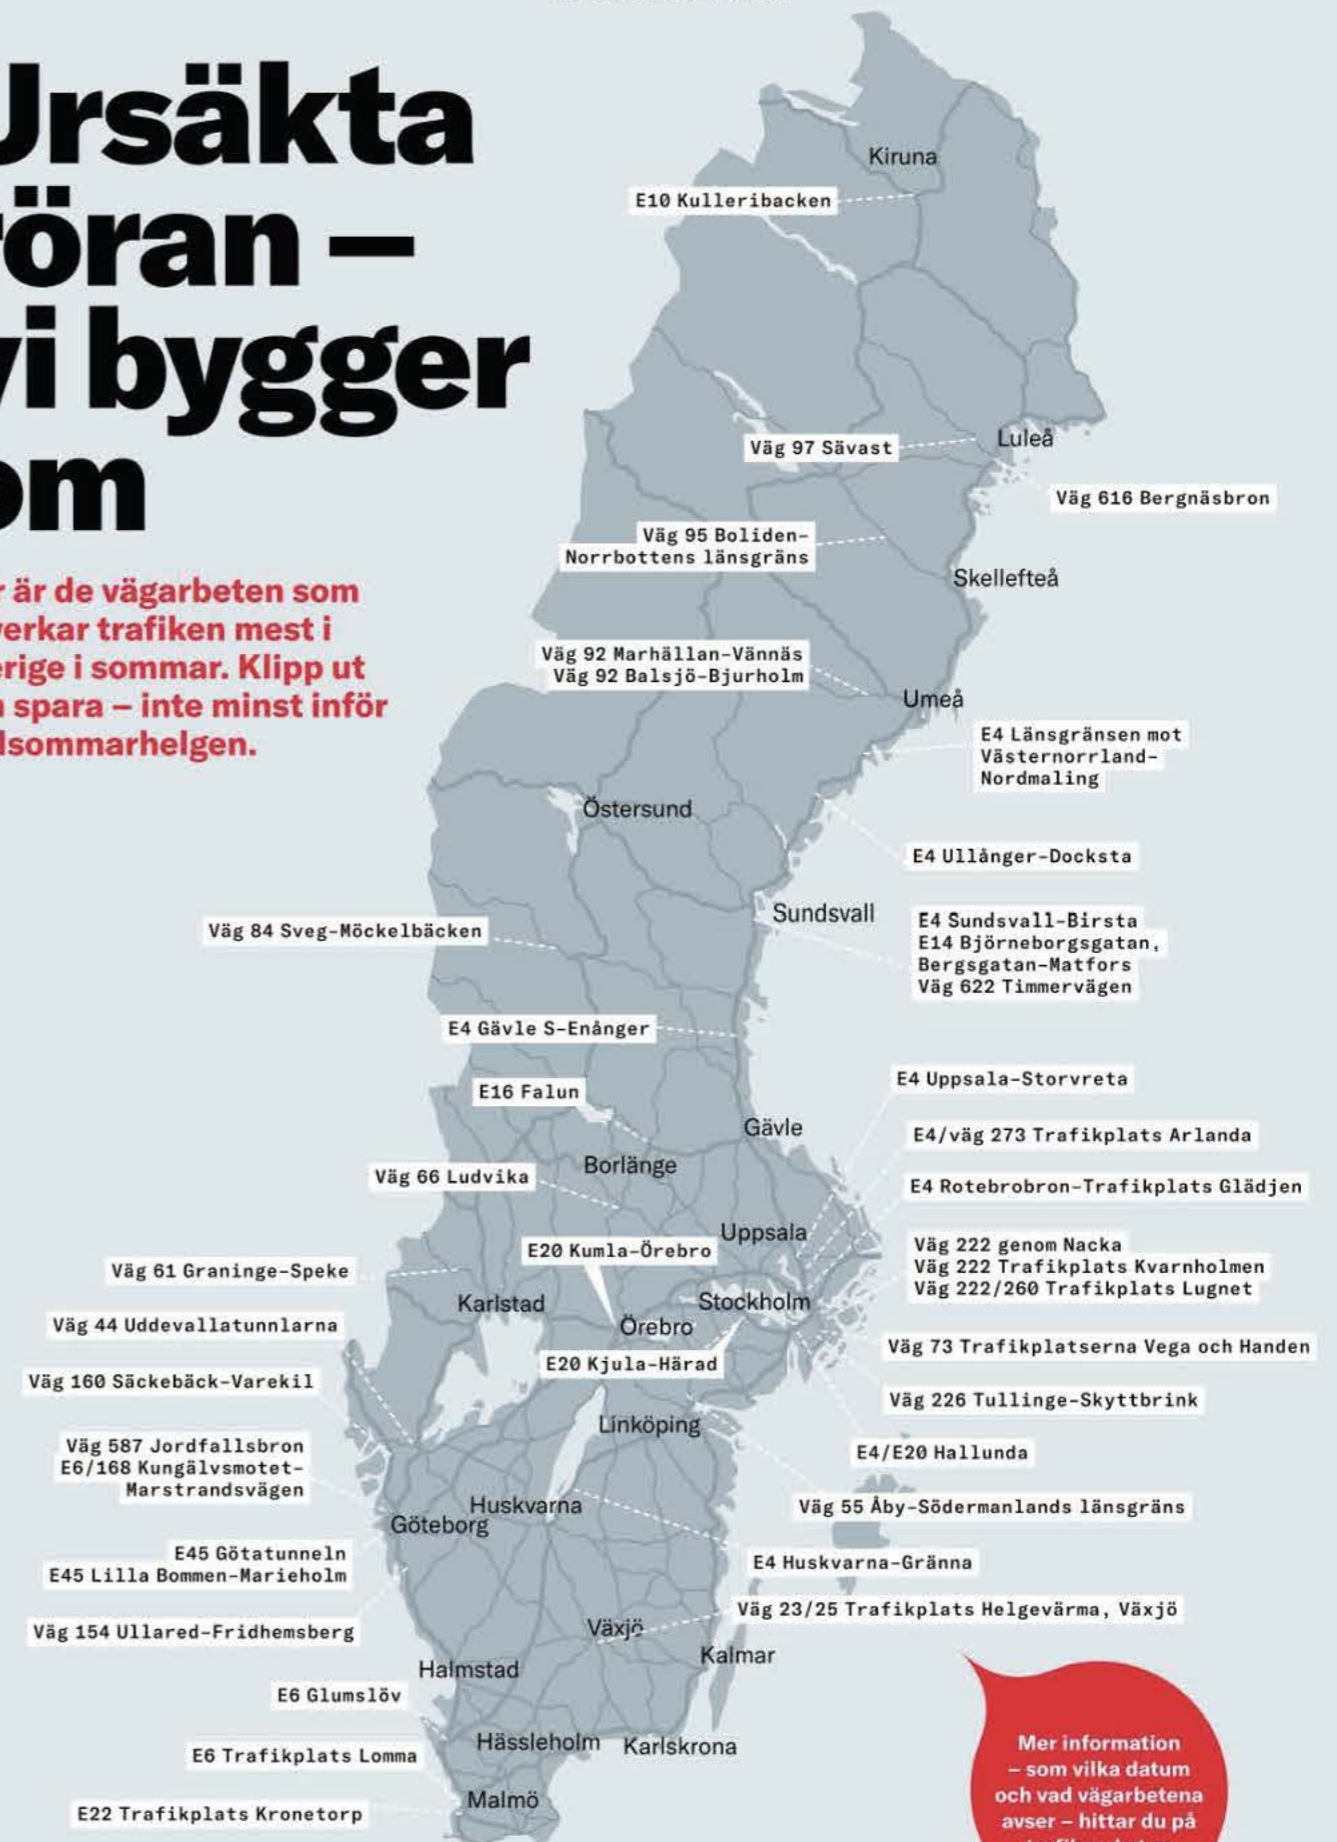 Ursäkta
röran –
vi bygger
om
är de vägarbeten som
trafiken mest i
i sommar. Klipp ut
spara – inte minst inför
Kiruna
E10 Kulleribacken
Väg 97 Sävast
Luleå
Väg 616 Bergnäsbron
Väg 95 Boliden-
Norrbottens länsgräns
Skellefteå
Väg 92 Marhällan-Vännäs
Väg 92 Balsjö-Bjurholm
Umeå
E4 Länsgränsen mot
Västernorrland-
Nordmaling
Östersund
E4 Ullånger-Docksta
Sundsvall
E4 Sundsvall-Birsta
E14 Björneborgsgatan,
Bergsgatan-Matfors
Väg 622 Timmervägen
Väg 84 Sveg-Möckelbäcken
E4 Gävle S-Enånger
E16 Falun
E4 Uppsala-Storvreta
Gävle
E4/väg 273 Trafikplats Arlanda
Borlänge
Väg 66 Ludvika
E4 Rotebrobron-Trafikplats Glädjen
Uppsala
E20 Kumla-Örebro
Väg 222 genom Nacka
Väg 222 Trafikplats Kvarnholmen
Väg 222/260 Trafikplats Lugnet
Väg 61 Graninge-Speke
Karlstad
Stockholm
Örebro
Väg 44 Uddevallatunnlarna
Väg 73 Trafikplatserna Vega och Handen
E20 Kjula-Härad
Väg 160 Säckebäck-Varekil
Väg 226 Tullinge-Skyttbrink
Linköping
Väg 587 Jordfallsbron
E6/168 Kungälvsmotet-
Marstrandsvägen
E4/E20 Hallunda
Huskvarna
Väg 55 Åby-Södermanlands länsgräns
Göteborg
E45 Götatunneln
E45 Lilla Bommen-Marieholm
E4 Huskvarna-Gränna
Väg 23/25 Trafikplats Helgevärma, Växjö
Växjö
Väg 154 Ullared-Fridhemsberg
Kalmar
Halmstad
E6 Glumslöv
Hässleholm
Karlskrona
E6 Trafikplats Lomma
Malmö
E22 Trafikplats Kronetorp
Mer information
– som vilka datum
och vad vägarbetena
avser – hittar du på